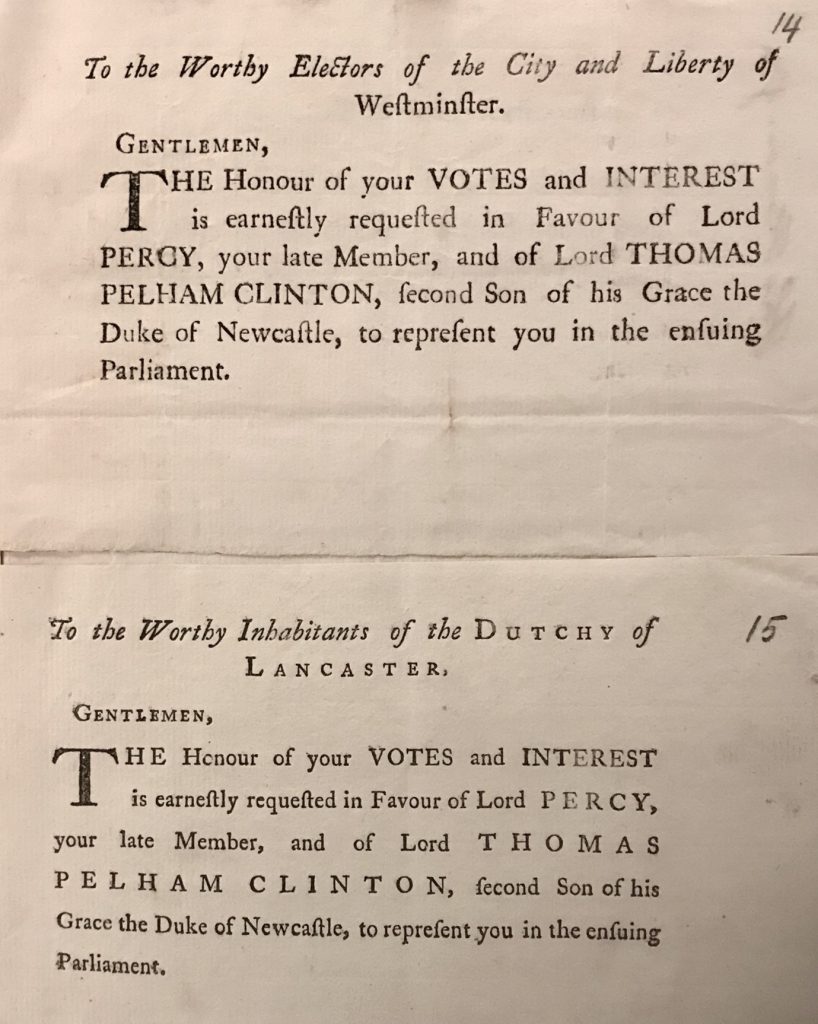 14
To the Worthy Electors of the City and Liberty of
Weſtminſter.
GENTLEMEN,
THE Honour of your VOTES and INTEREST
is earneſtly requeſted in Favour of Lord
PERCY, your late Member, and of Lord THOMAS
PELHAM CLINTON, ſecond Son of his Grace the
Duke of Newcaſtle, to repreſent you in the enſuing
Parliament.
To the Worthy Inhabitants of the DUTCHY of
15
LANCASTER.
GENTLEMEN,
THE Honour of your VOTES and INTEREST
is earneſtly requeſted in Favour of Lord PERCY,
your late Member, and of Lord THOMAS
PELHAM CLINTON, ſecond Son of his
Grace the Duke of Newcaſtle, to repreſent you in the enſuing
Parliament.